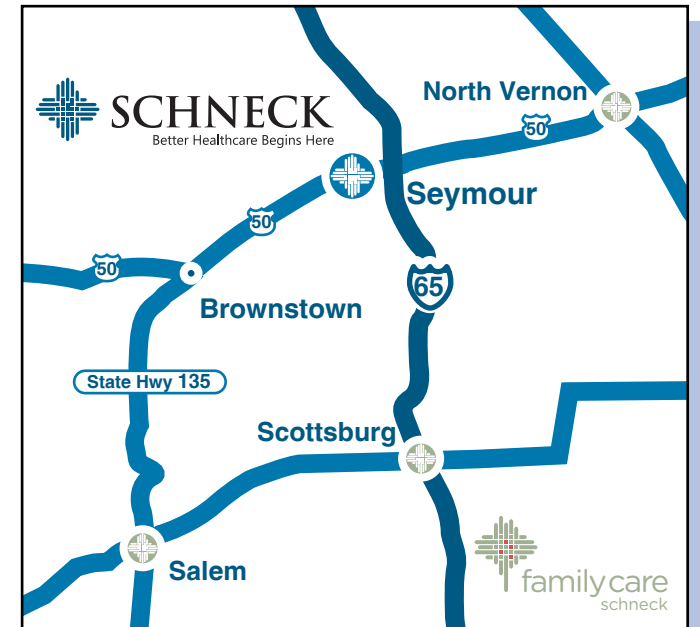 SCHNECK
Better Healthcare Begins Here
North Vernon
50
Seymour
50
50
Brownstown
65
State Hwy 135
Scottsburg
Salem
familycare
schneck